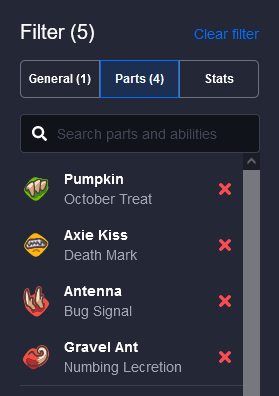 Filter (5) Clear filter
General (1) Parts (4) Stats
Search parts and abilities
Pumpkin
October Treat
Axie Kiss
Death Mark
Antenna
Bug Signal
Gravel Ant
Numbing Lecretion